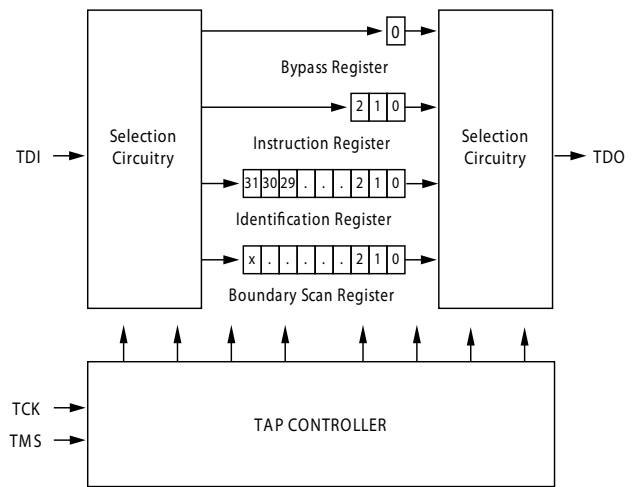 0
Bypass Register
2 1 0
Selection
Circuitry
Selection
Circuitry
TDI
TDO
Instruction Register
31 30 29 . . . 2 1 0
Identification Register
x . . . . . 2 1 0
Boundary Scan Register
TCK
TMS
TAP CONTROLLER